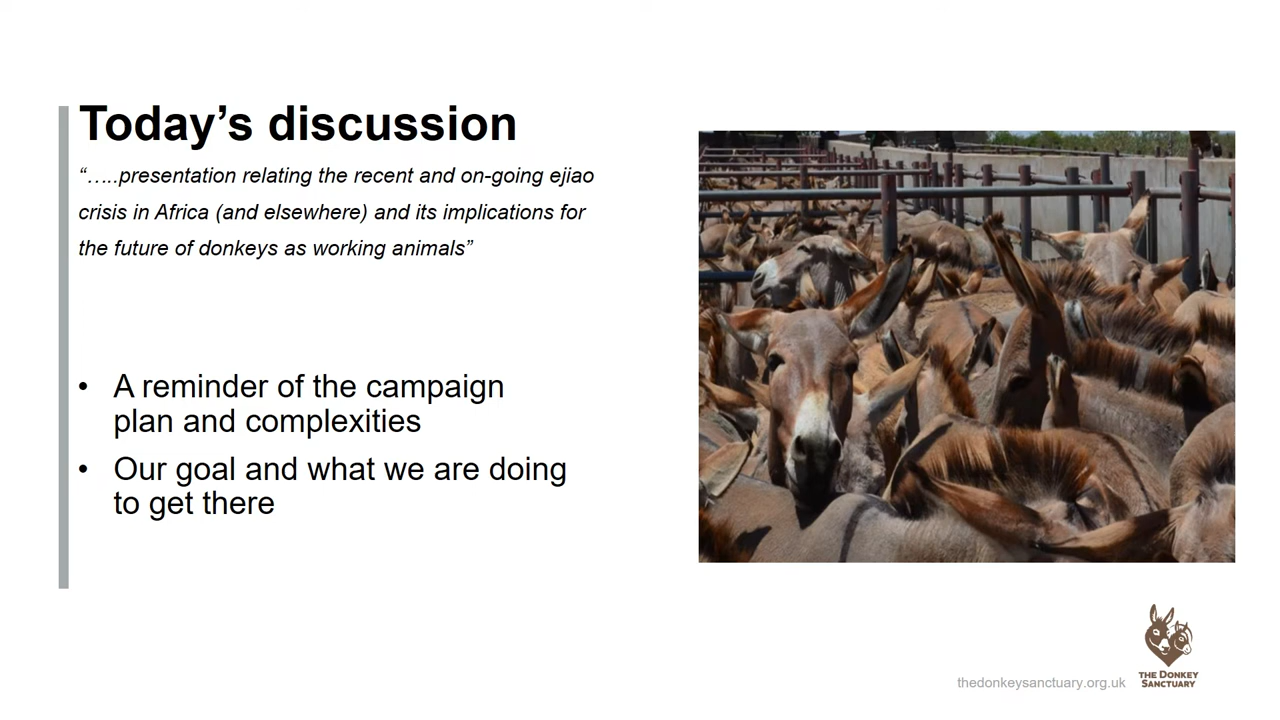 Today’s discussion
“…..presentation relating the recent and on-going ejiao
crisis in Africa (and elsewhere) and its implications for
the future of donkeys as working animals”
• A reminder of the campaign
plan and complexities
• Our goal and what we are doing
to get there
thedonkeysanctuary.org.uk
THE DONKEY
SANCTUARY